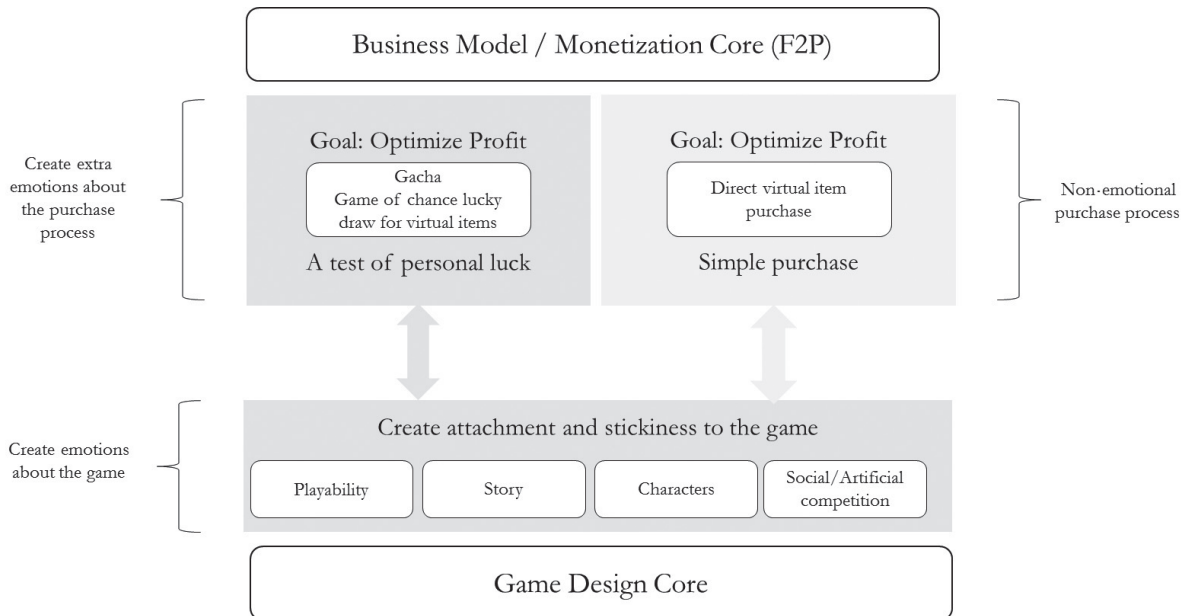 Business Model / Monetization Core (F2P)
Create extra
emotions about
the purchase
process
Goal: Optimize Profit
Gacha
Game of chance lucky
draw for virtual items
A test of personal luck
Goal: Optimize Profit
Direct virtual item
purchase
Simple purchase
Non-emotional
purchase process
Create emotions
about the game
Create attachment and stickiness to the game
Playability
Story
Characters
Social/Artificial
competition
Game Design Core